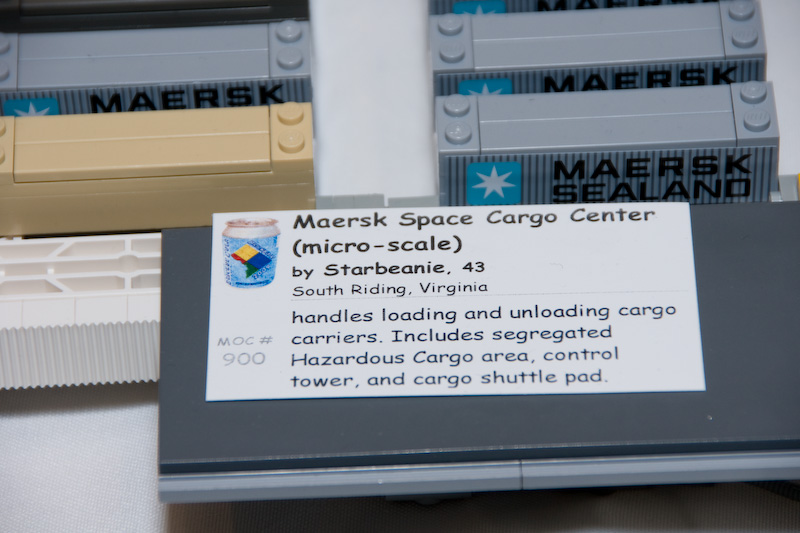 MAERSK
MAERSK
MAERSK
SEALAND
Maersk Space Cargo Center
(micro-scale)
by Starbeanie, 43
South Riding, Virginia
handles loading and unloading cargo
carriers. Includes segregated
Hazardous Cargo area, control
tower, and cargo shuttle pad.
MOC #
900